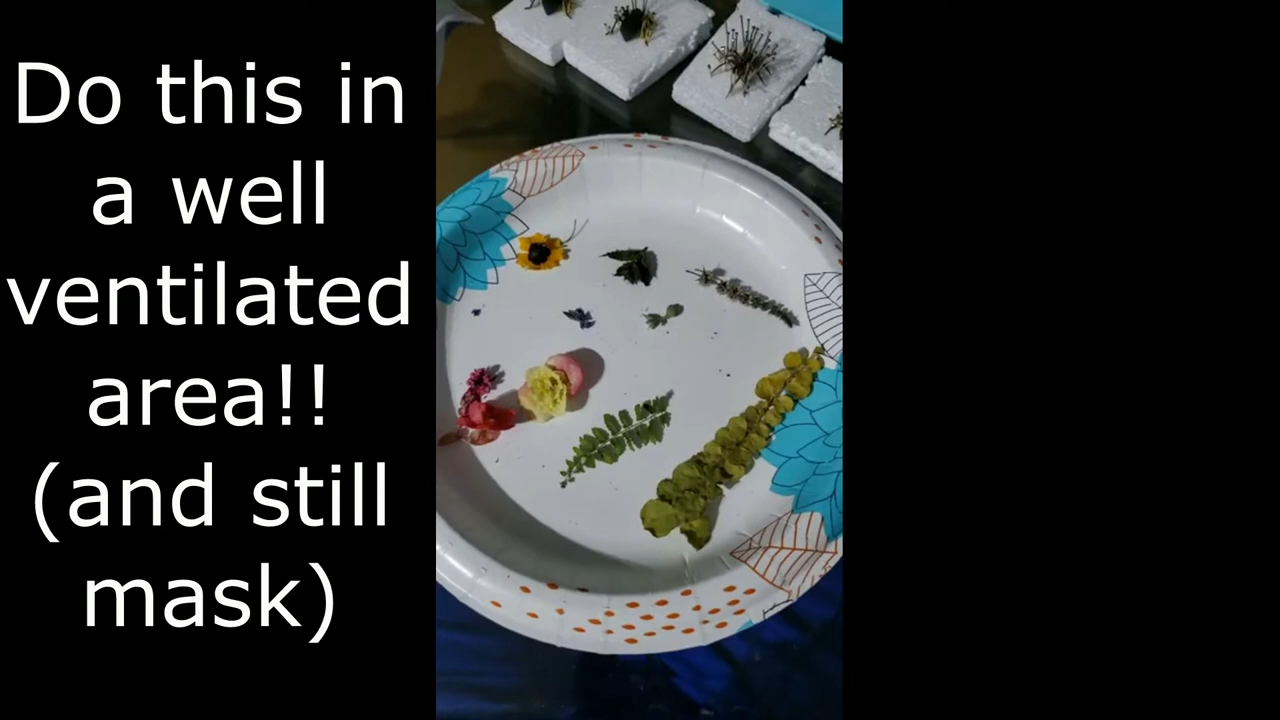 Do this in
a well
ventilated
area!!
(and still
mask)